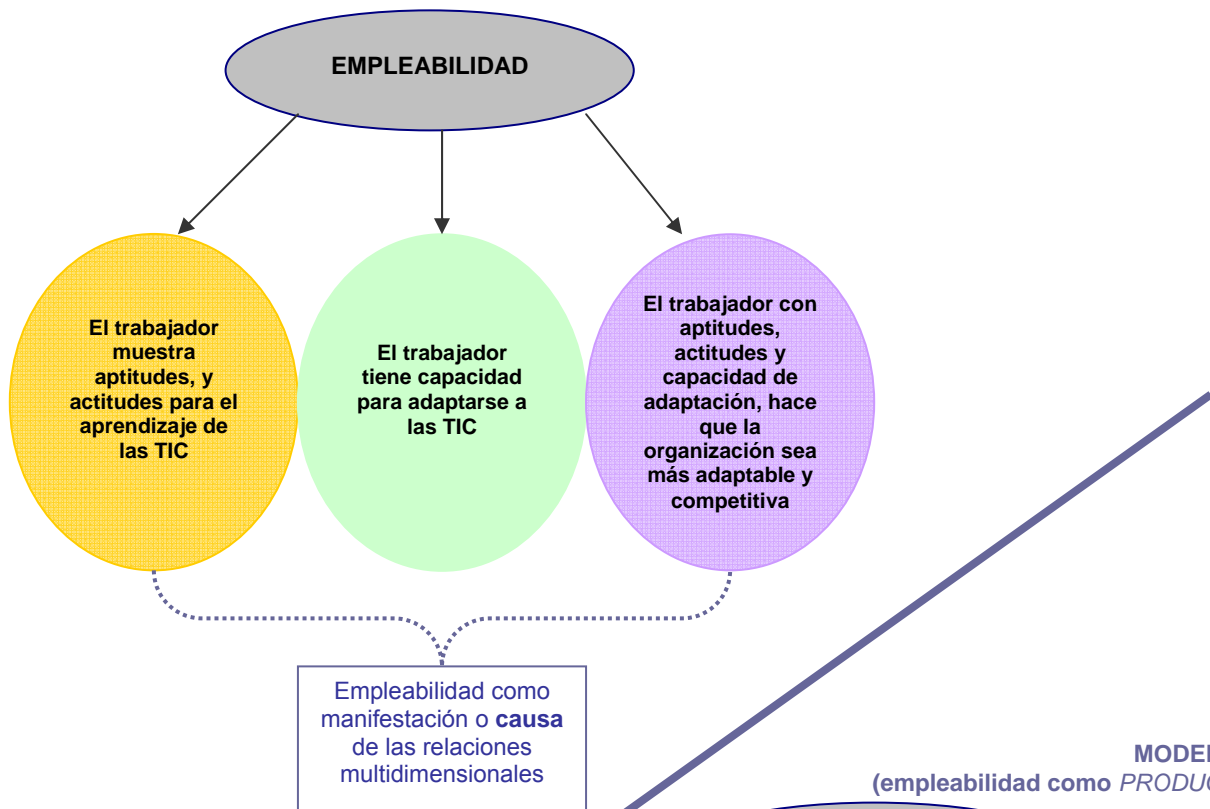 EMPLEABILIDAD
El trabajador
muestra
aptitudes, y
actitudes para el
aprendizaje de
las TIC
El trabajador
tiene capacidad
para adaptarse a
las TIC
El trabajador con
aptitudes,
actitudes y
capacidad de
adaptación, hace
que la
organización sea
más adaptable y
competitiva
Empleabilidad como
manifestación o causa
de las relaciones
multidimensionales
(empleabilidad como